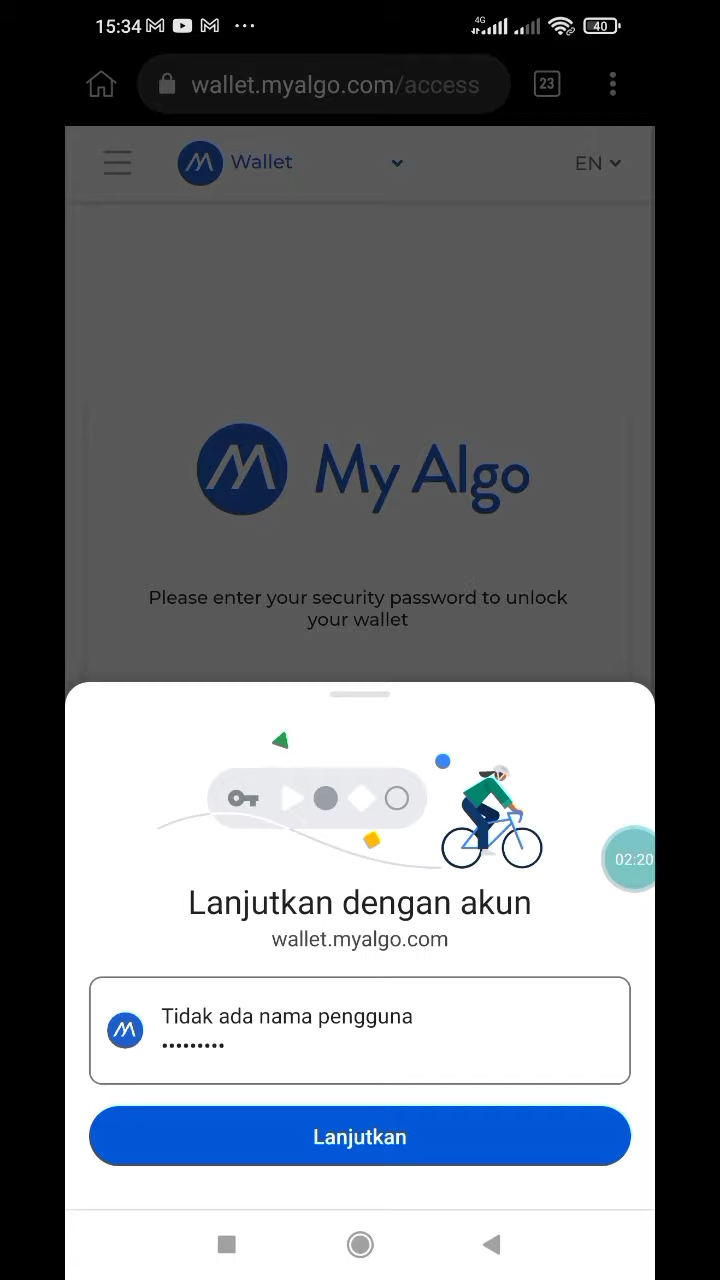 15:34
4G
40
wallet.myalgo.com/access
23
Wallet
EN
My Algo
Please enter your security password to unlock
your wallet
02:20
Lanjutkan dengan akun
wallet.myalgo.com
Tidak ada nama pengguna
•••••••••
Lanjutkan